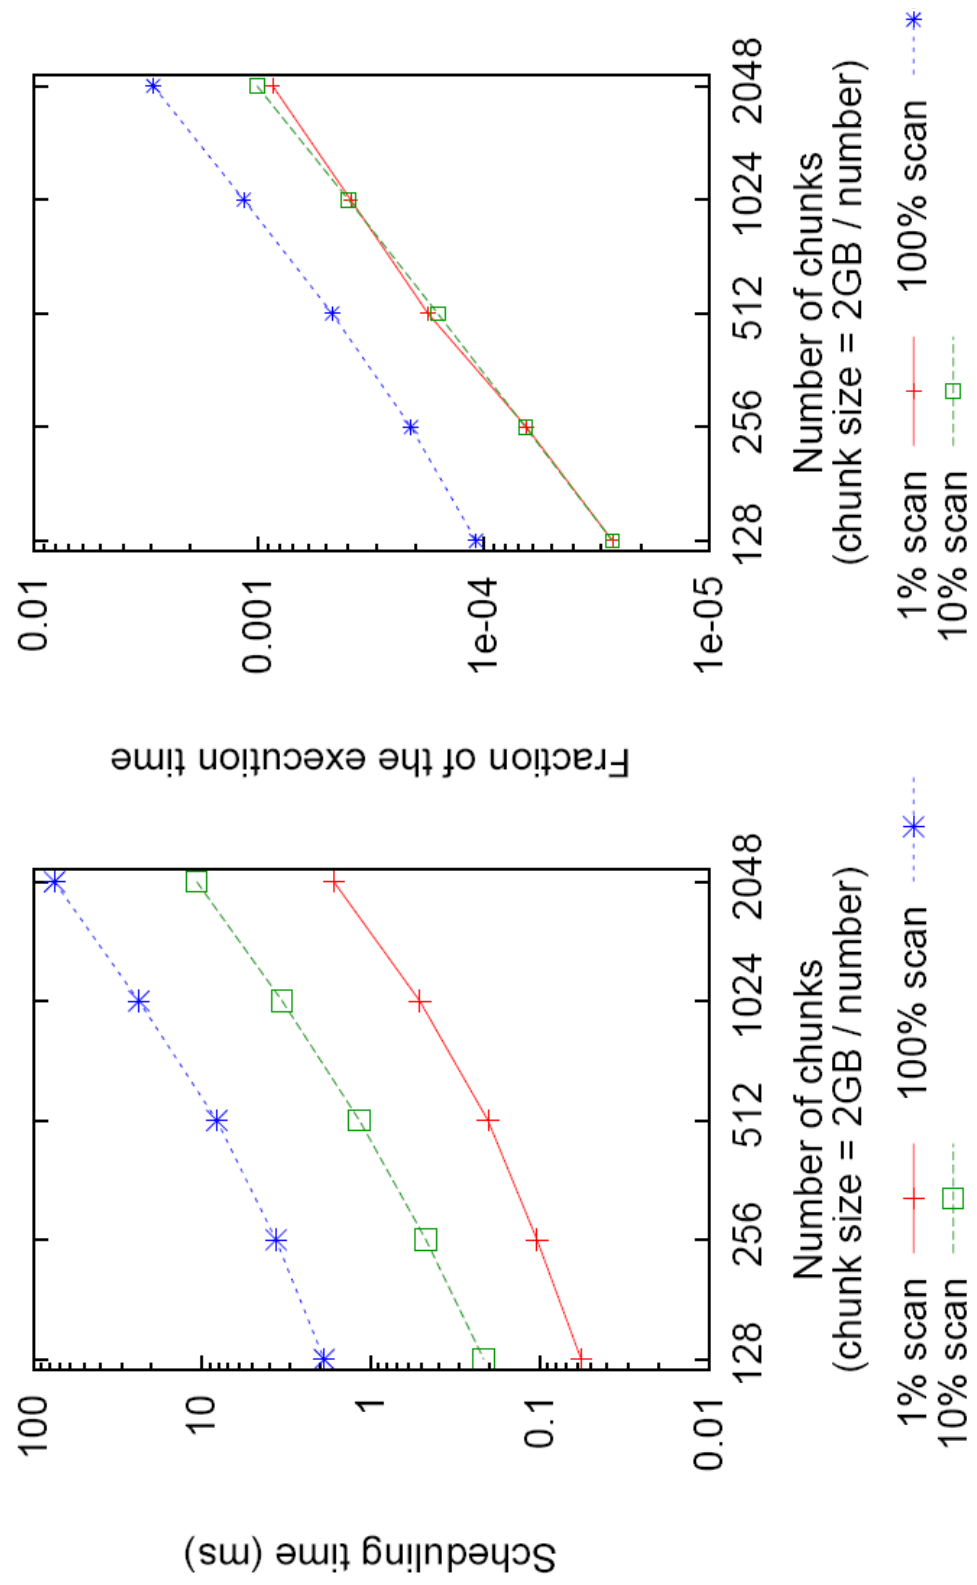 Scheduling time (ms)
100
10
1
0.1
0.01
128 256 512 1024 2048
Number of chunks
(chunk size = 2GB / number)
1% scan 100% scan
10% scan
Fraction of the execution time
0.01
0.001
1e-04
1e-05
128 256 512 1024 2048
Number of chunks
(chunk size = 2GB / number)
1% scan 100% scan
10% scan